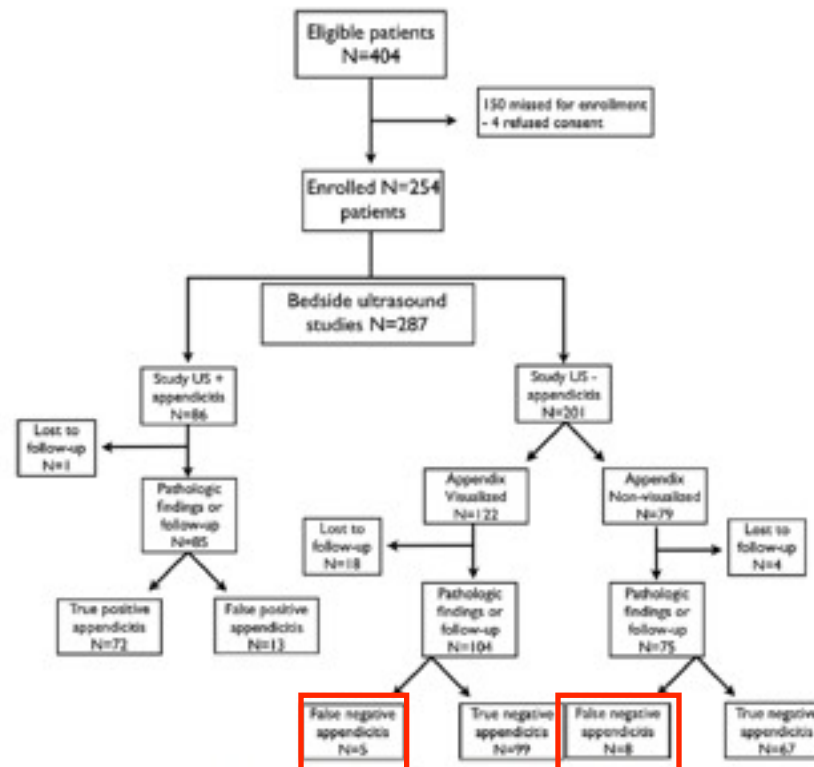 Eligible patients
N=404
150 missed for enrollment
- 4 refused consent
Enrolled N=254
patients
Bedside ultrasound
studies N=287
Study US +
appendicitis
N=86
Study US -
appendicitis
N=201
Lost to
follow-up
N=1
Pathologic
findings or
follow-up
N=85
Appendix
Visualized
N=122
Appendix
Non-visualized
N=79
Lost to
follow-up
N=18
Lost to
follow-up
N=4
True positive
appendicitis
N=72
False positive
appendicitis
N=13
Pathologic
findings or
follow-up
N=104
Pathologic
findings or
follow-up
N=75
False negative
appendicitis
N=5
True negative
appendicitis
N=99
False negative
appendicitis
N=8
True negative
appendicitis
N=67